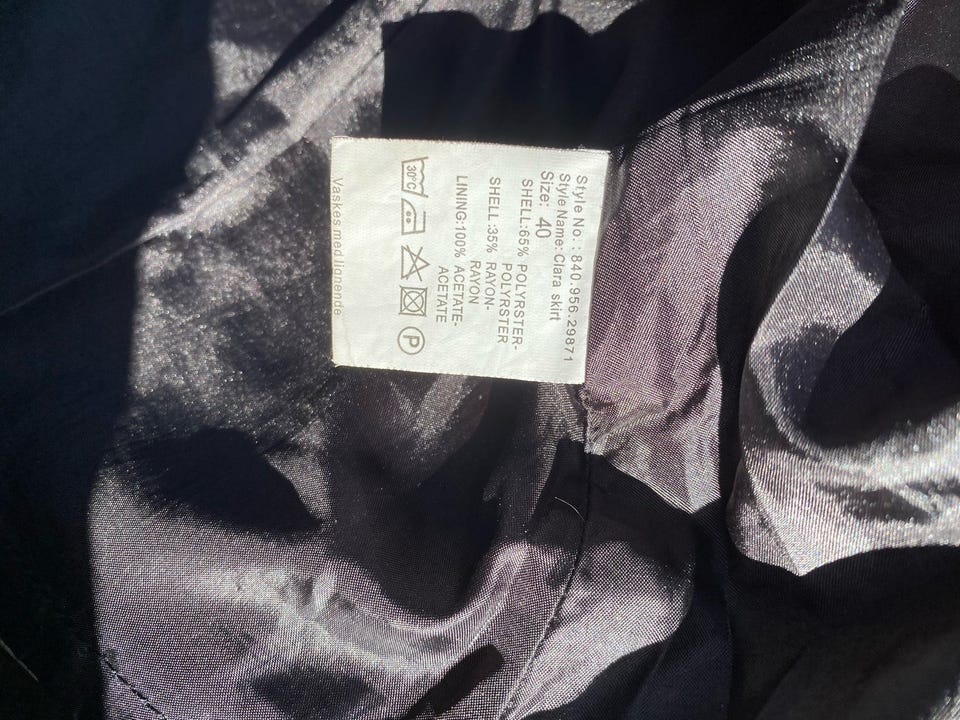 Style No.: 840.956.29871
Style Name: Clara skirt
Size: 40
SHELL:65% POLYRSTER-
POLYRSTER
SHELL:35% RAYON-
RAYON
LINING:100% ACETATE-
ACETATE
30°C
P
Vaskes med lignende